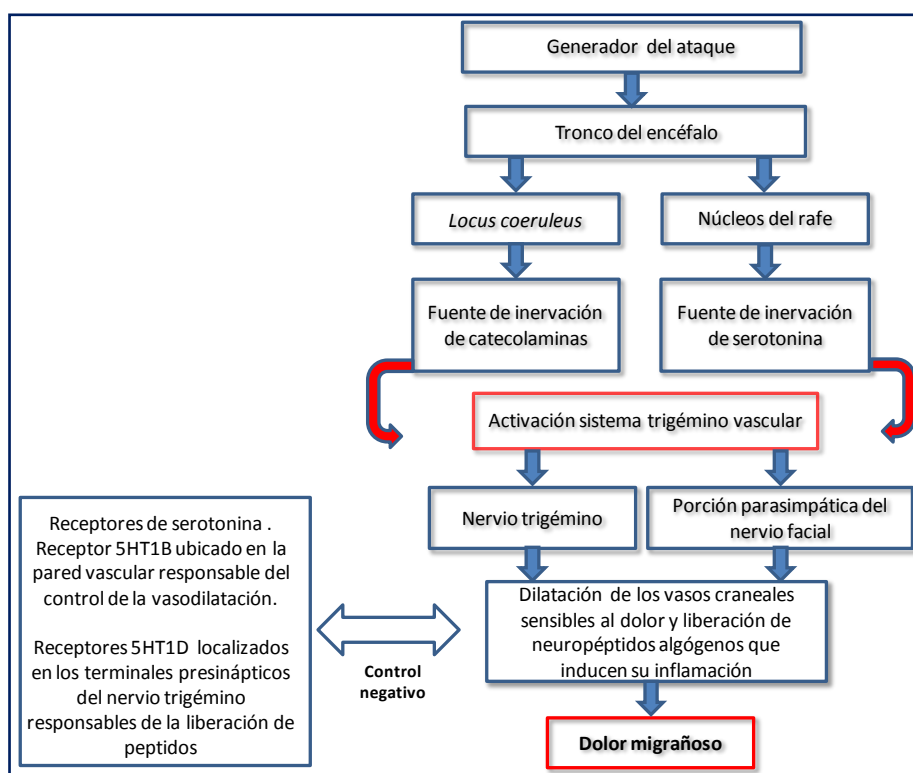 Generador del ataque
Tronco del encéfalo
Locus coeruleus
Núcleos del rafe
Fuente de inervación
de catecolaminas
Fuente de inervación
de serotonina
Activación sistema trigémino vascular
Nervio trigémino
Porción parasimpática del
nervio facial
Receptores de serotonina .
Receptor 5HT1B ubicado en la
pared vascular responsable del
control de la vasodilatación.
Receptores 5HT1D localizados
en los terminales presinápticos
del nervio trigémino
responsables de la liberación de
peptidos
Control
negativo
Dilatación de los vasos craneales
sensibles al dolor y liberación de
neuropéptidos algógenos que
inducen su inflamación
Dolor migrañoso